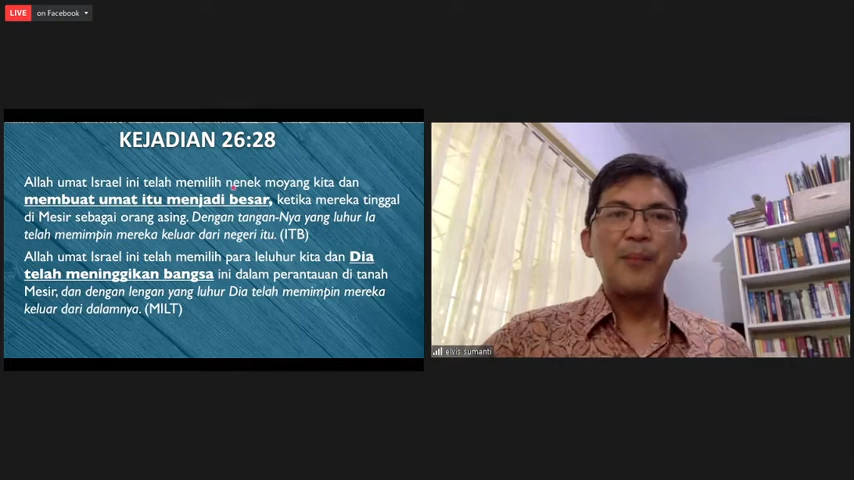 LIVE on Facebook
KEJADIAN 26:28
Allah umat Israel ini telah memilih nenek moyang kita dan
membuat umat itu menjadi besar, ketika mereka tinggal
di Mesir sebagai orang asing. Dengan tangan-Nya yang luhur Ia
telah memimpin mereka keluar dari negeri itu. (ITB)
Allah umat Israel ini telah memilih para leluhur kita dan Dia
telah meninggikan bangsa ini dalam perantauan di tanah
Mesir, dan dengan lengan yang luhur Dia telah memimpin mereka
keluar dari dalamnya. (MILT)
elvis sumanti